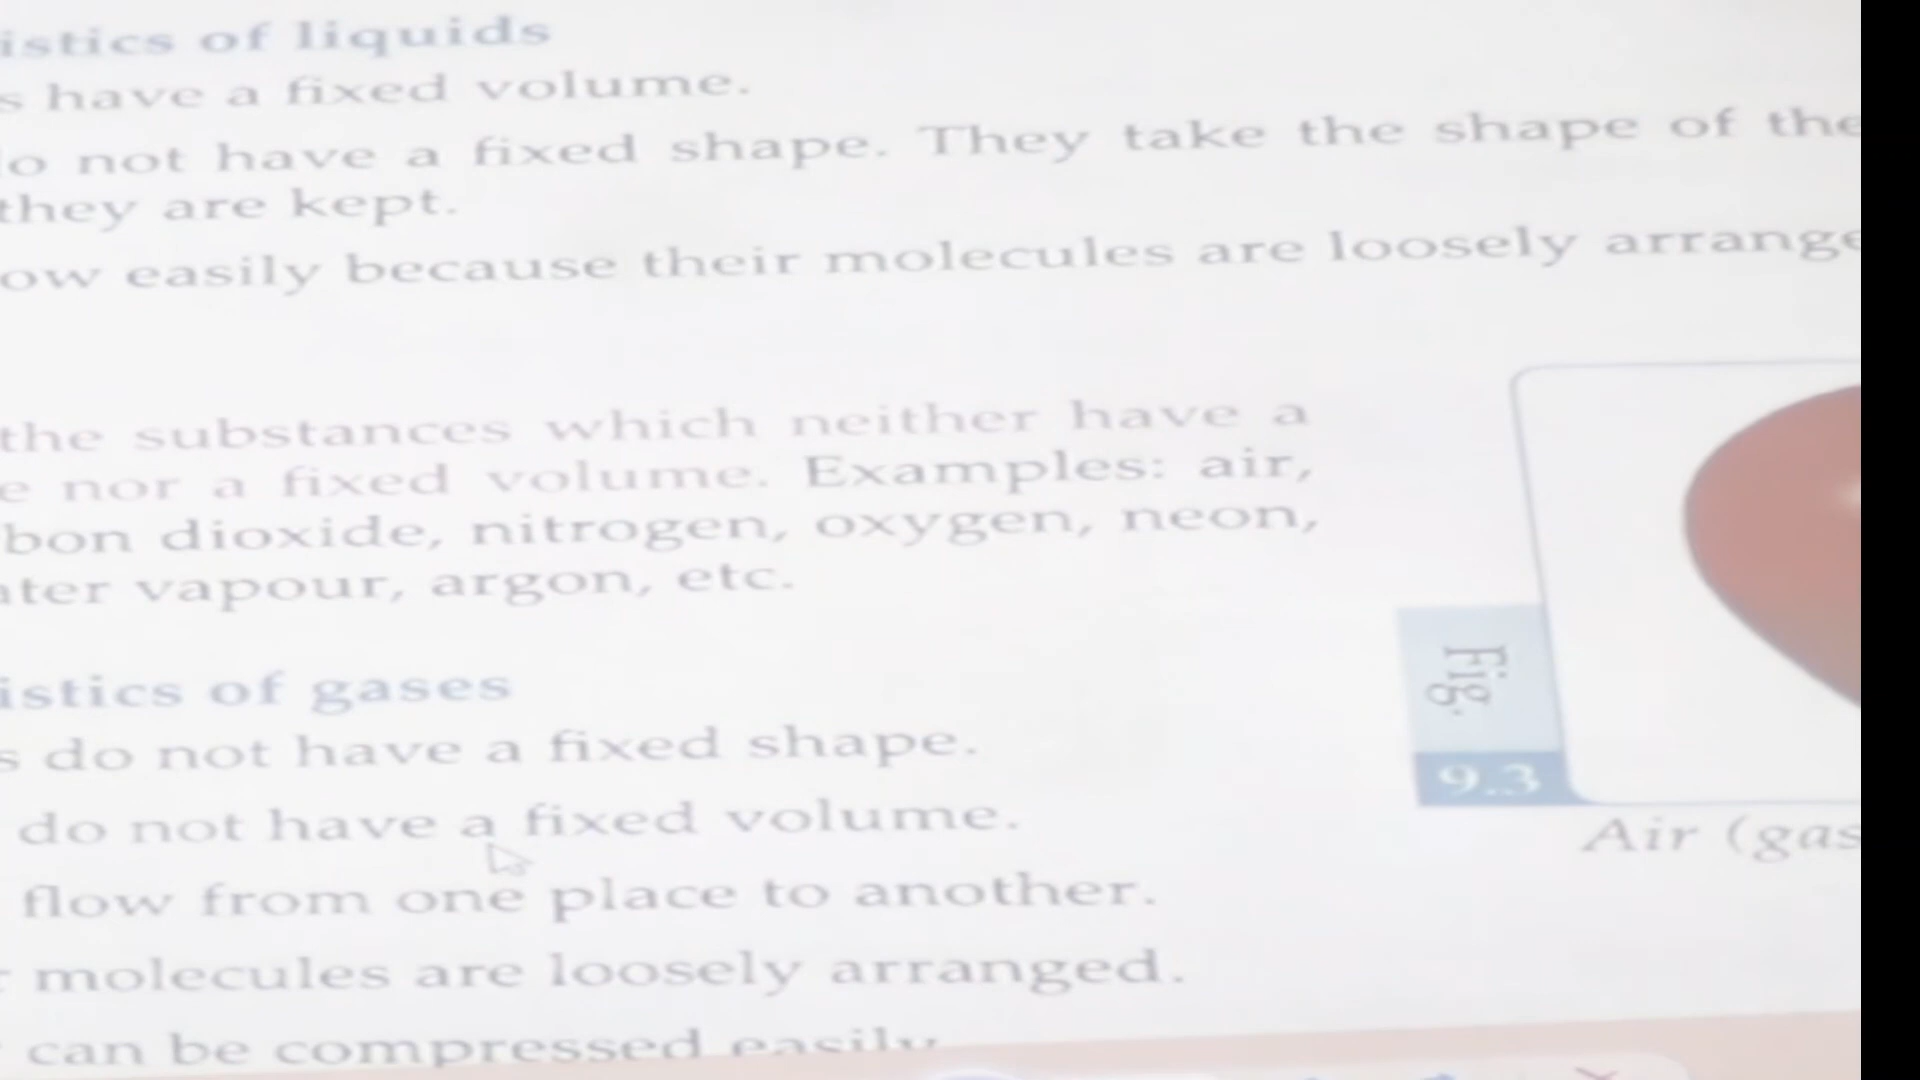 istics of liquids
s have a fixed volume.
do not have a fixed shape. They take the shape of the
they are kept.
ow easily because their molecules are loosely arrange
the substances which neither have a
e nor a fixed volume. Examples: air,
bon dioxide, nitrogen, oxygen, neon,
ater vapour, argon, etc.
istics of gases
s do not have a fixed shape.
do not have a fixed volume.
flow from one place to another.
r molecules are loosely arranged.
can be compressed easily
Fig.
9.3
Air (gas